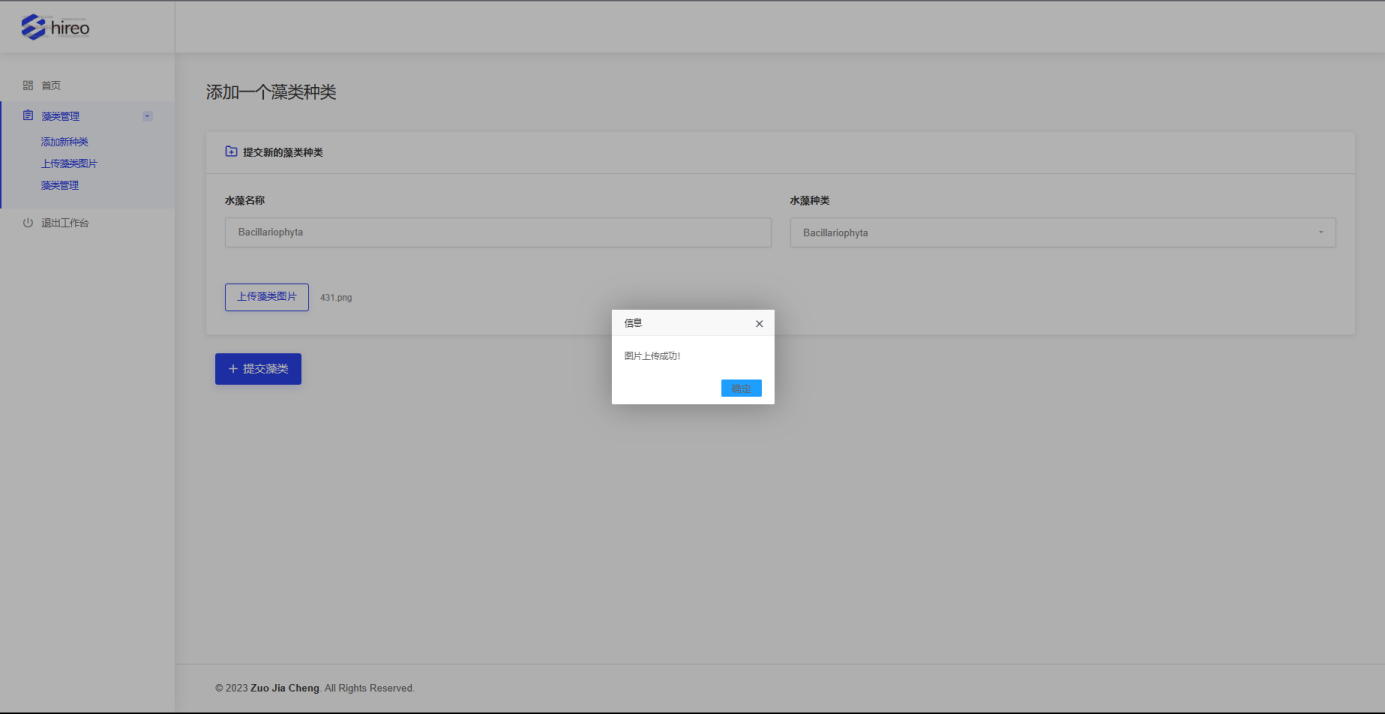 hireo
首页
藻类管理
添加新种类
上传藻类图片
藻类管理
退出工作台
添加一个藻类种类
提交新的藻类种类
水藻名称
水藻种类
Bacillariophyta
Bacillariophyta
上传藻类图片
431.png
信息
图片上传成功!
确定
提交藻类
© 2023 Zuo Jia Cheng. All Rights Reserved.